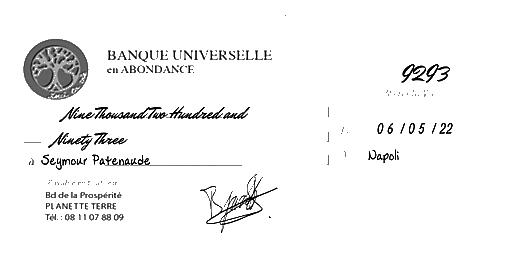 BANQUE UNIVERSELLE
en ABONDANCE
9293
Nine Thousand Two Hundred and
Ninety Three
06/05/22
à Seymour Patenaude
Napoli
Bd de la Prospérité
PLANETTE TERRE
Tél. : 08 11 07 88 09